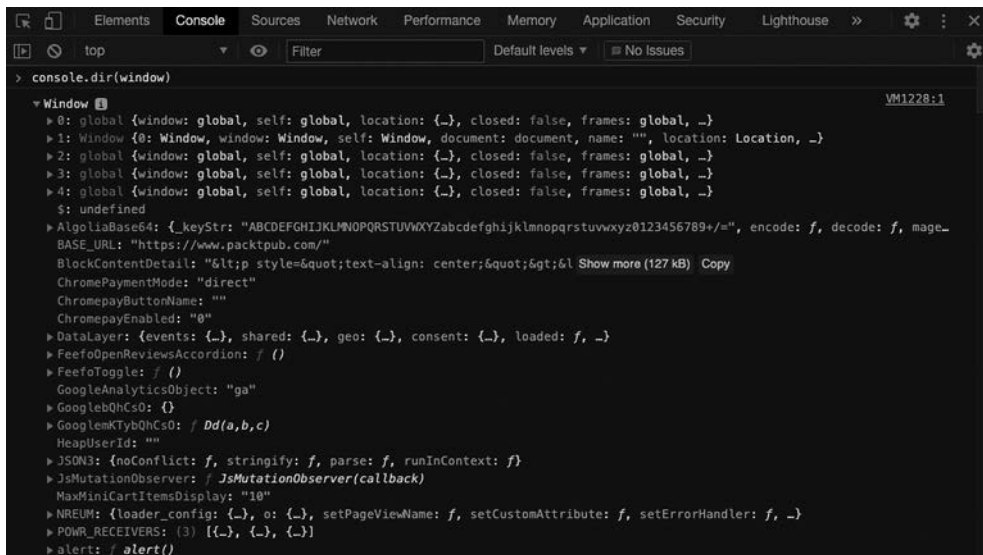 Elements Console Sources Network Performance Memory Application Security Lighthouse »
top Filter Default levels ▼ No Issues
> console.dir(window)
VM1228:1
▼Window i
▶0: global {window: global, self: global, location: {…}, closed: false, frames: global, …}
▶1: Window {0: Window, window: Window, self: Window, document: document, name: "", location: Location, …}
▶2: global {window: global, self: global, location: {…}, closed: false, frames: global, …}
▶3: global {window: global, self: global, location: {…}, closed: false, frames: global, …}
▶4: global {window: global, self: global, location: {…}, closed: false, frames: global, …}
$: undefined
▶AlgoliaBase64: {_keyStr: "ABCDEFGHIJKLMNOPQRSTUVWXYZabcdefghijklmnopqrstuvwxyz0123456789+/=", encode: ƒ, decode: ƒ, mage…
BASE_URL: "https://www.packtpub.com/"
BlockContentDetail: "&lt;p style=&quot;text-align: center;&quot;&gt;&l Show more (127 kB) Copy
ChromePaymentMode: "direct"
ChromepayButtonName: ""
ChromepayEnabled: "0"
▶DataLayer: {events: {…}, shared: {…}, geo: {…}, consent: {…}, loaded: ƒ, …}
▶FeefoOpenReviewsAccordion: ƒ ()
▶FeefoToggle: ƒ ()
GoogleAnalyticsObject: "ga"
▶GooglebQhCsO: {}
▶GooglemKTybQhCsO: ƒ Dd(a,b,c)
HeapUserId: ""
▶JSON3: {noConflict: ƒ, stringify: ƒ, parse: ƒ, runInContext: ƒ}
▶JsMutationObserver: ƒ JsMutationObserver(callback)
MaxMiniCartItemsDisplay: "10"
▶NREUM: {loader_config: {…}, o: {…}, setPageViewName: ƒ, setCustomAttribute: ƒ, setErrorHandler: ƒ, …}
▶POWR_RECEIVERS: (3) [{…}, {…}, {…}]
▶alert: ƒ alert()